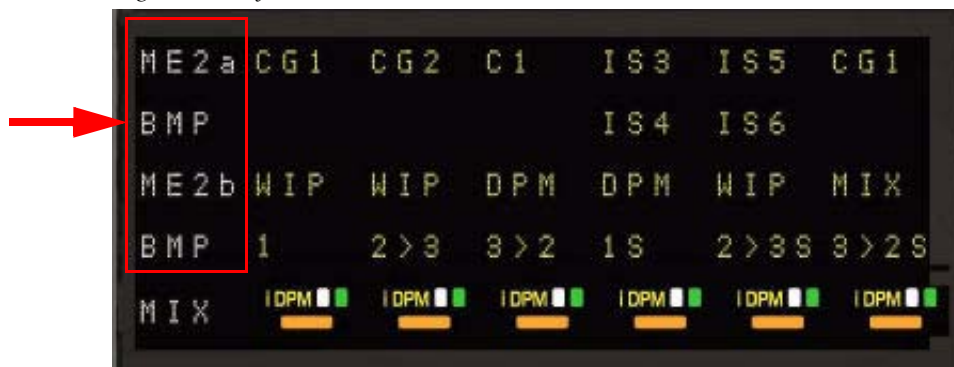 ME2a CG1 CG2 C1 IS3 IS5 CG1
BMP IS4 IS6
ME2b WIP WIP DPM DPM WIP MIX
BMP 1 2>3 3>2 1S 2>3S 3>2S
MIX IDPM IDPM IDPM IDPM IDPM IDPM